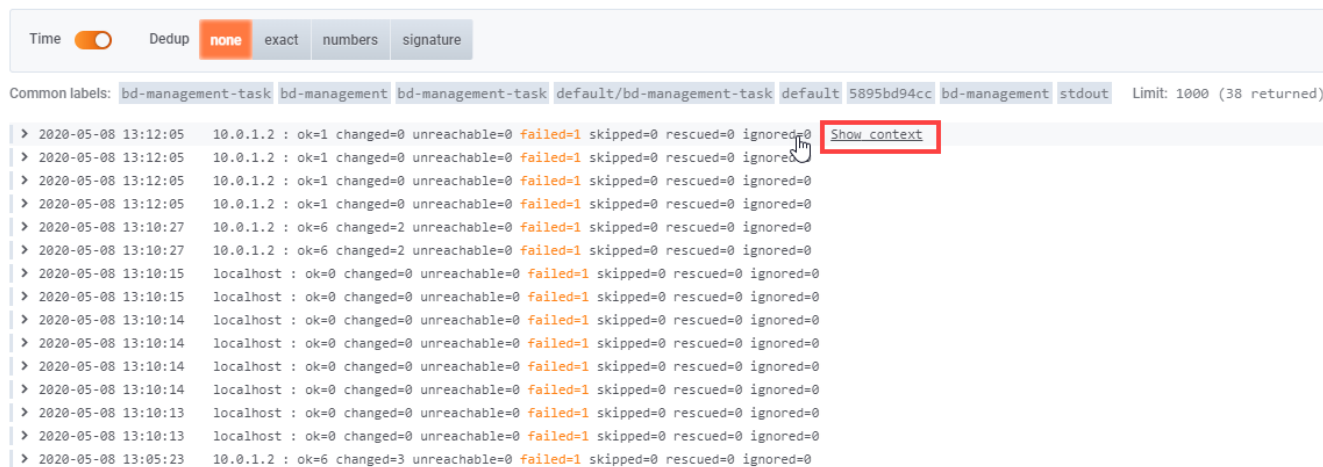 Time Dedup none exact numbers signature
Common labels: bd-management-task bd-management bd-management-task default/bd-management-task default 5895bd94cc bd-management stdout Limit: 1000 (38 returned)
> 2020-05-08 13:12:05 10.0.1.2 : ok=1 changed=0 unreachable=0 failed=1 skipped=0 rescued=0 ignored=0 Show context
> 2020-05-08 13:12:05 10.0.1.2 : ok=1 changed=0 unreachable=0 failed=1 skipped=0 rescued=0 ignored=0
> 2020-05-08 13:12:05 10.0.1.2 : ok=1 changed=0 unreachable=0 failed=1 skipped=0 rescued=0 ignored=0
> 2020-05-08 13:12:05 10.0.1.2 : ok=1 changed=0 unreachable=0 failed=1 skipped=0 rescued=0 ignored=0
> 2020-05-08 13:10:27 10.0.1.2 : ok=6 changed=2 unreachable=0 failed=1 skipped=0 rescued=0 ignored=0
> 2020-05-08 13:10:27 10.0.1.2 : ok=6 changed=2 unreachable=0 failed=1 skipped=0 rescued=0 ignored=0
> 2020-05-08 13:10:15 localhost : ok=0 changed=0 unreachable=0 failed=1 skipped=0 rescued=0 ignored=0
> 2020-05-08 13:10:15 localhost : ok=0 changed=0 unreachable=0 failed=1 skipped=0 rescued=0 ignored=0
> 2020-05-08 13:10:14 localhost : ok=0 changed=0 unreachable=0 failed=1 skipped=0 rescued=0 ignored=0
> 2020-05-08 13:10:14 localhost : ok=0 changed=0 unreachable=0 failed=1 skipped=0 rescued=0 ignored=0
> 2020-05-08 13:10:14 localhost : ok=0 changed=0 unreachable=0 failed=1 skipped=0 rescued=0 ignored=0
> 2020-05-08 13:10:14 localhost : ok=0 changed=0 unreachable=0 failed=1 skipped=0 rescued=0 ignored=0
> 2020-05-08 13:10:13 localhost : ok=0 changed=0 unreachable=0 failed=1 skipped=0 rescued=0 ignored=0
> 2020-05-08 13:10:13 localhost : ok=0 changed=0 unreachable=0 failed=1 skipped=0 rescued=0 ignored=0
> 2020-05-08 13:05:23 10.0.1.2 : ok=6 changed=3 unreachable=0 failed=1 skipped=0 rescued=0 ignored=0